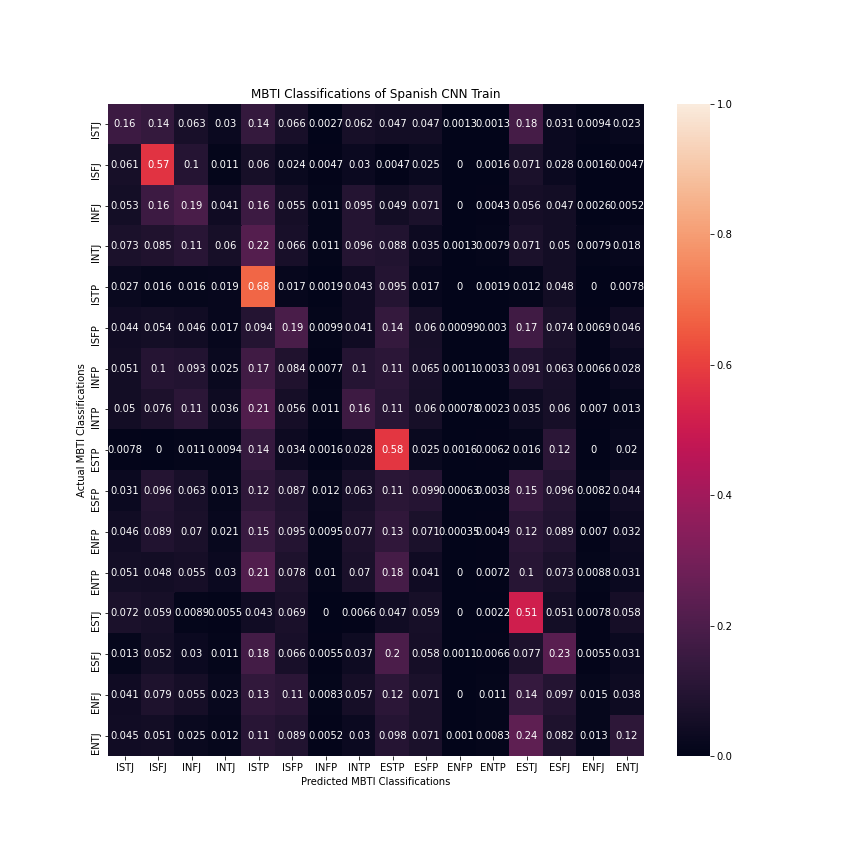 MBTI Classifications of Spanish CNN Train
ISTJ 0.16 0.14 0.063 0.03 0.14 0.066 0.0027 0.062 0.047 0.047 0.0013 0.0013 0.18 0.031 0.0094 0.023
ISFJ 0.061 0.57 0.1 0.011 0.06 0.024 0.0047 0.03 0.0047 0.025 0 0.0016 0.071 0.028 0.0016 0.0047
INFJ 0.053 0.16 0.19 0.041 0.16 0.055 0.011 0.095 0.049 0.071 0 0.0043 0.056 0.047 0.0026 0.0052
INTJ 0.073 0.085 0.11 0.06 0.22 0.066 0.011 0.096 0.088 0.035 0.0013 0.0079 0.071 0.05 0.0079 0.018
ISTP 0.027 0.016 0.016 0.019 0.68 0.017 0.0019 0.043 0.095 0.017 0 0.0019 0.012 0.048 0 0.0078
ISFP 0.044 0.054 0.046 0.017 0.094 0.19 0.0099 0.041 0.14 0.06 0.00099 0.003 0.17 0.074 0.0069 0.046
INFP 0.051 0.1 0.093 0.025 0.17 0.084 0.0077 0.1 0.11 0.065 0.0011 0.0033 0.091 0.063 0.0066 0.028
INTP 0.05 0.076 0.11 0.036 0.21 0.056 0.011 0.16 0.11 0.06 0.00078 0.0023 0.035 0.06 0.007 0.013
ESTP 0.0078 0 0.011 0.0094 0.14 0.034 0.0016 0.028 0.58 0.025 0.0016 0.0062 0.016 0.12 0 0.02
ESFP 0.031 0.096 0.063 0.013 0.12 0.087 0.012 0.063 0.11 0.099 0.00063 0.0038 0.15 0.096 0.0082 0.044
ENFP 0.046 0.089 0.07 0.021 0.15 0.095 0.0095 0.077 0.13 0.071 0.00035 0.0049 0.12 0.089 0.007 0.032
ENTP 0.051 0.048 0.055 0.03 0.21 0.078 0.01 0.07 0.18 0.041 0 0.0072 0.1 0.073 0.0088 0.031
ESTJ 0.072 0.059 0.0089 0.0055 0.043 0.069 0 0.0066 0.047 0.059 0 0.0022 0.51 0.051 0.0078 0.058
ESFJ 0.013 0.052 0.03 0.011 0.18 0.066 0.0055 0.037 0.2 0.058 0.0011 0.0066 0.077 0.23 0.0055 0.031
ENFJ 0.041 0.079 0.055 0.023 0.13 0.11 0.0083 0.057 0.12 0.071 0 0.011 0.14 0.097 0.015 0.038
ENTJ 0.045 0.051 0.025 0.012 0.11 0.089 0.0052 0.03 0.098 0.071 0.001 0.0083 0.24 0.082 0.013 0.12
ISTJ ISFJ INFJ INTJ ISTP ISFP INFP INTP ESTP ESFP ENFP ENTP ESTJ ESFJ ENFJ ENTJ
Predicted MBTI Classifications
Actual MBTI Classifications
1.0
0.8
0.6
0.4
0.2
0.0